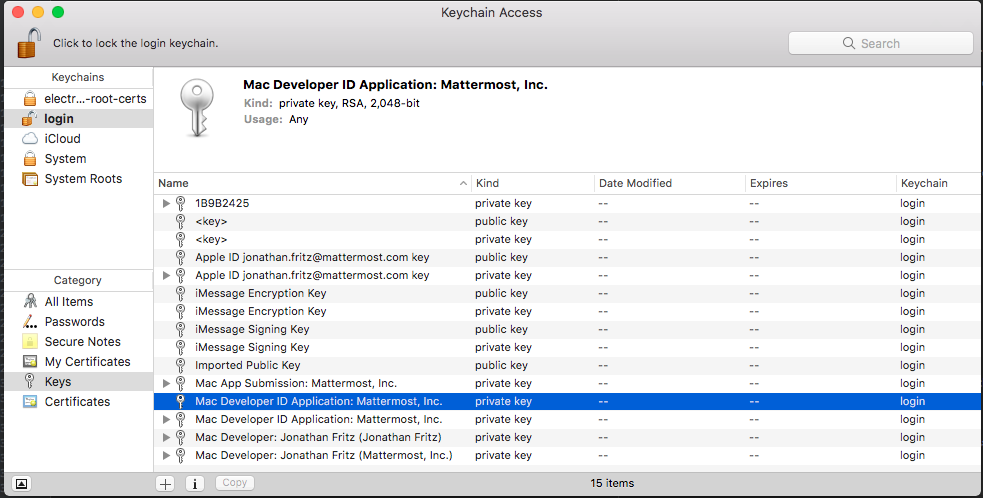 Keychain Access
Click to lock the login keychain.
Search
Keychains
electr...-root-certs
login
iCloud
System
System Roots
Mac Developer ID Application: Mattermost, Inc.
Kind: private key, RSA, 2,048-bit
Usage: Any
Name Kind Date Modified Expires Keychain
1B9B2425 private key -- -- login
<key> public key -- -- login
<key> private key -- -- login
Apple ID jonathan.fritz@mattermost.com key public key -- -- login
Apple ID jonathan.fritz@mattermost.com key private key -- -- login
iMessage Encryption Key public key -- -- login
iMessage Encryption Key private key -- -- login
iMessage Signing Key public key -- -- login
iMessage Signing Key private key -- -- login
Imported Public Key public key -- -- login
Mac App Submission: Mattermost, Inc. private key -- -- login
Mac Developer ID Application: Mattermost, Inc. private key -- -- login
Mac Developer ID Application: Mattermost, Inc. private key -- -- login
Mac Developer: Jonathan Fritz (Jonathan Fritz) private key -- -- login
Mac Developer: Jonathan Fritz (Mattermost, Inc.) private key -- -- login
Category
All Items
Passwords
Secure Notes
My Certificates
Keys
Certificates
Copy
15 items